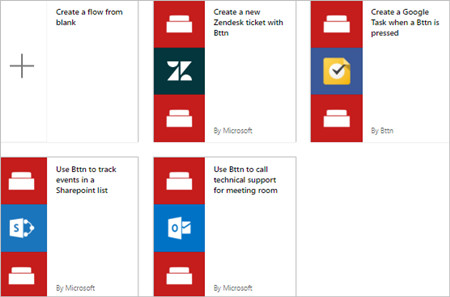 Create a flow from
blank
Create a new
Zendesk ticket with
Bttn
By Microsoft
Create a Google
Task when a Bttn is
pressed
By Bttn
Use Bttn to track
events in a
Sharepoint list
By Microsoft
Use Bttn to call
technical support
for meeting room
By Microsoft